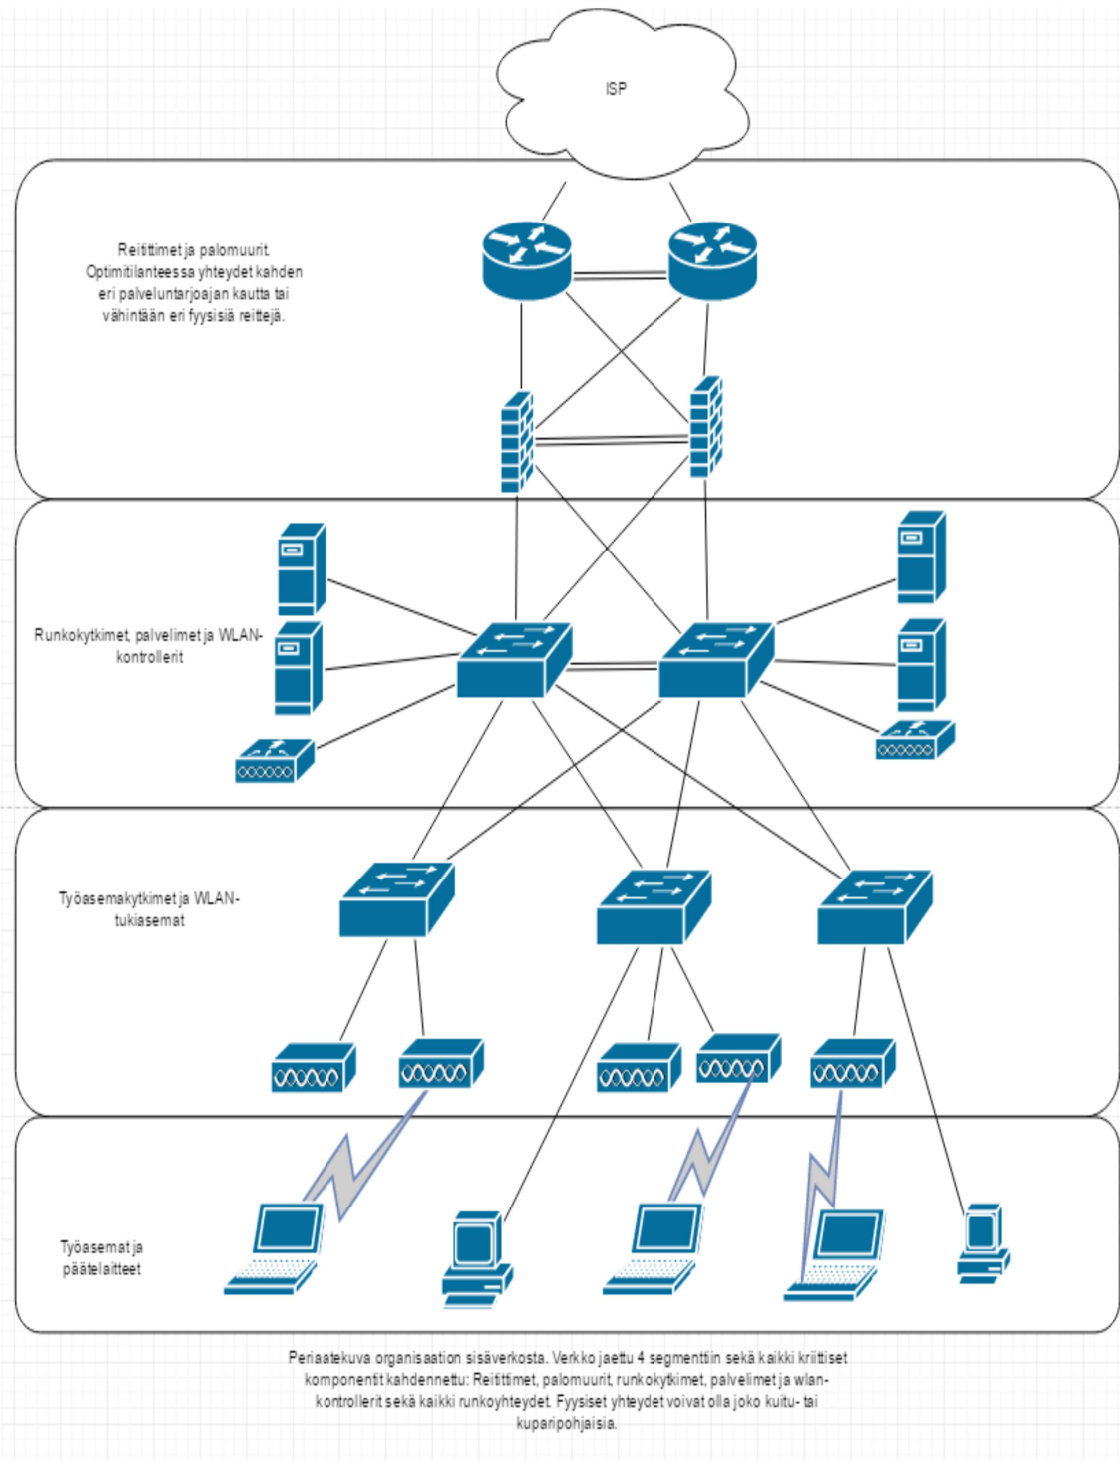 ISP
Reitittimet ja palomuurit.
Optimitilanteessa yhteydet kahden
eri palveluntarjoajan kautta tai
vähintään eri fyysisiä reittejä.
Runkokytkimet, palvelimet ja WLAN-
kontrollerit
Työasemakytkimet ja WLAN-
tukiasemat
Työasemat ja
päätelaitteet
Periaatekuva organisaation sisäverkosta. Verkko jaettu 4 segmenttiin sekä kaikki kriittiset
komponentit kahdennettu: Reitittimet, palomuurit, runkokytkimet, palvelimet ja wlan-
kontrollerit sekä kaikki runkoyhteydet. Fyysiset yhteydet voivat olla joko kuitu- tai
kuparipohjaisia.